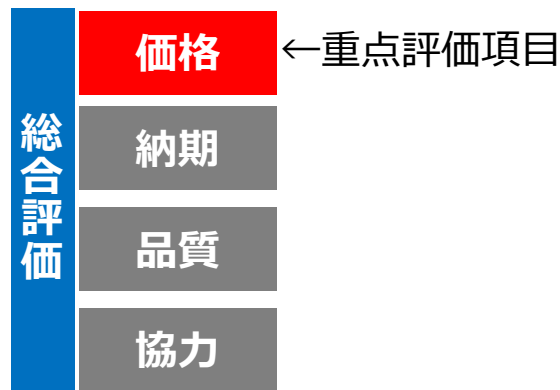 総合評価
価格
←重点評価項目
納期
品質
協力